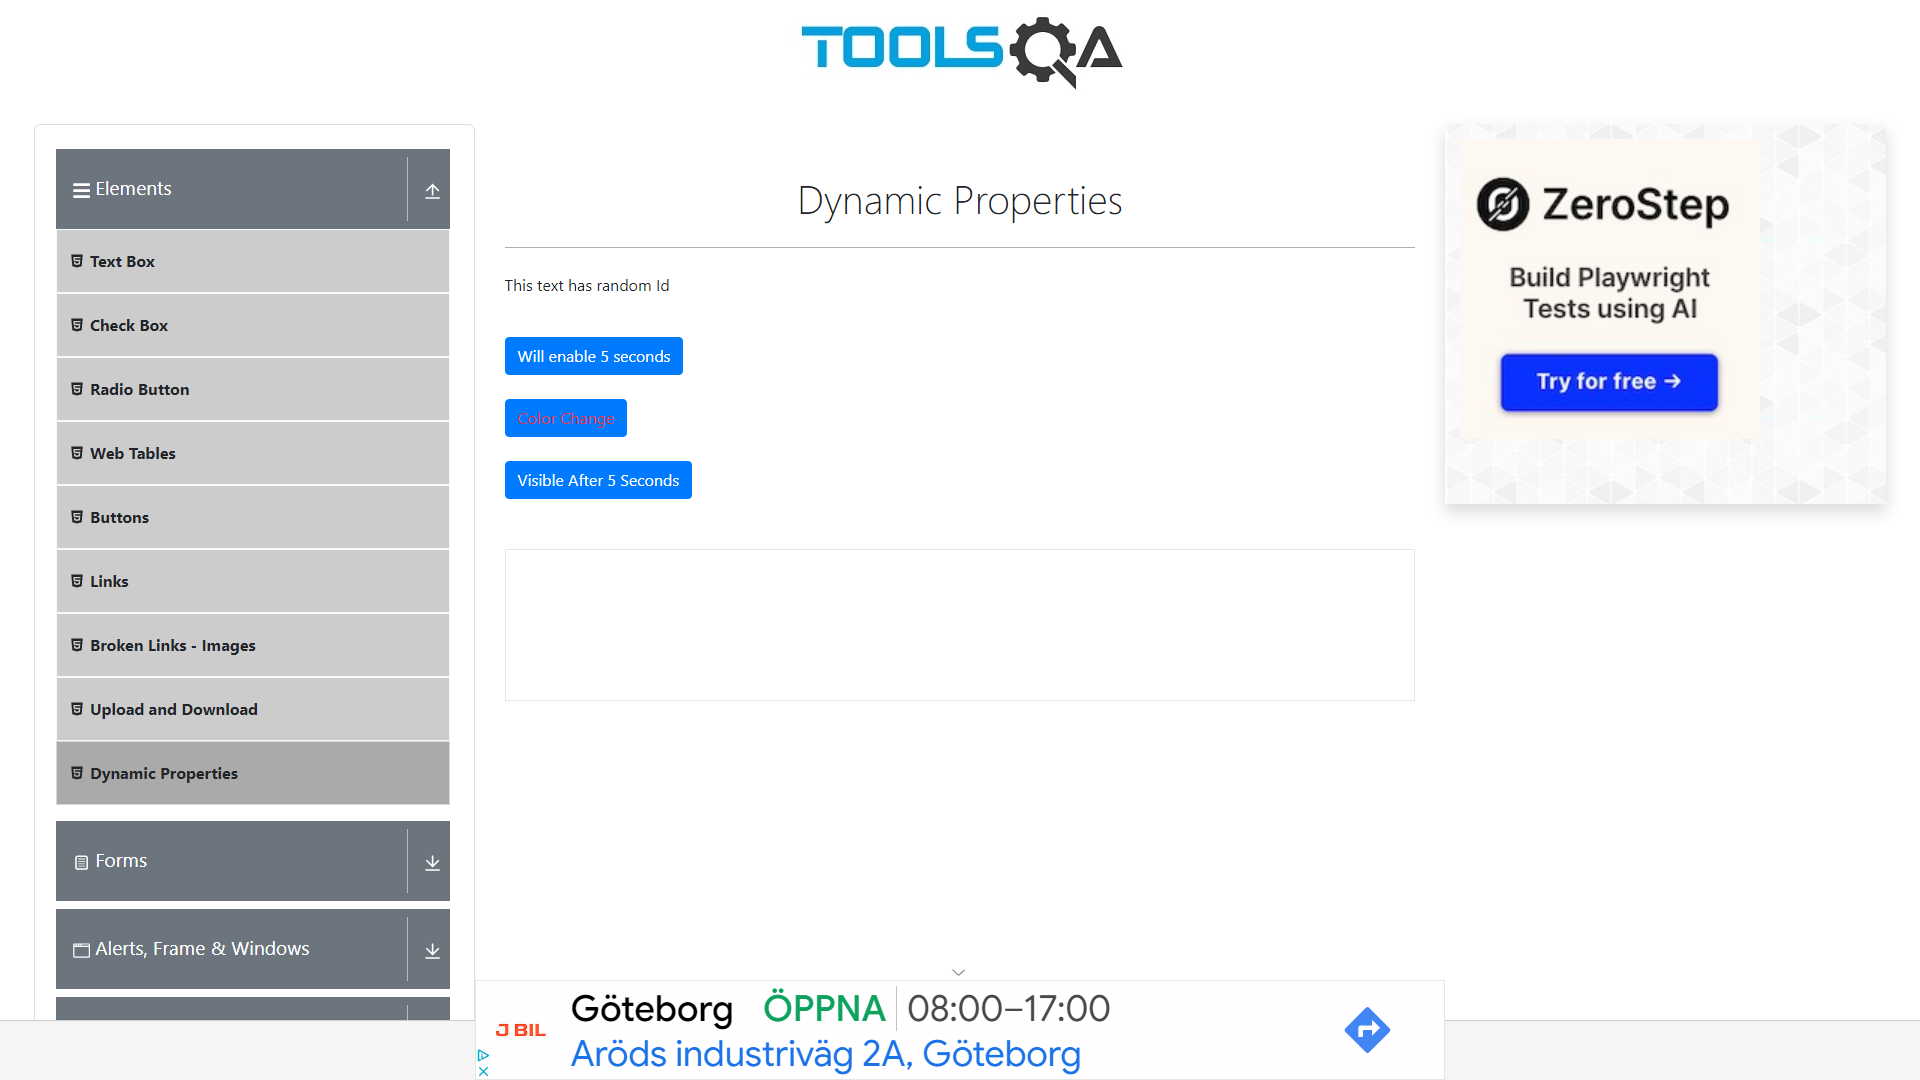 TOOLSQA
Elements
Text Box
Check Box
Radio Button
Web Tables
Buttons
Links
Broken Links - Images
Upload and Download
Dynamic Properties
Forms
Alerts, Frame & Windows
Dynamic Properties
This text has random Id
Will enable 5 seconds
Color Change
Visible After 5 Seconds
ZeroStep
Build Playwright
Tests using AI
Try for free →
J BIL
Göteborg ÖPPNA 08:00–17:00
Aröds industriväg 2A, Göteborg